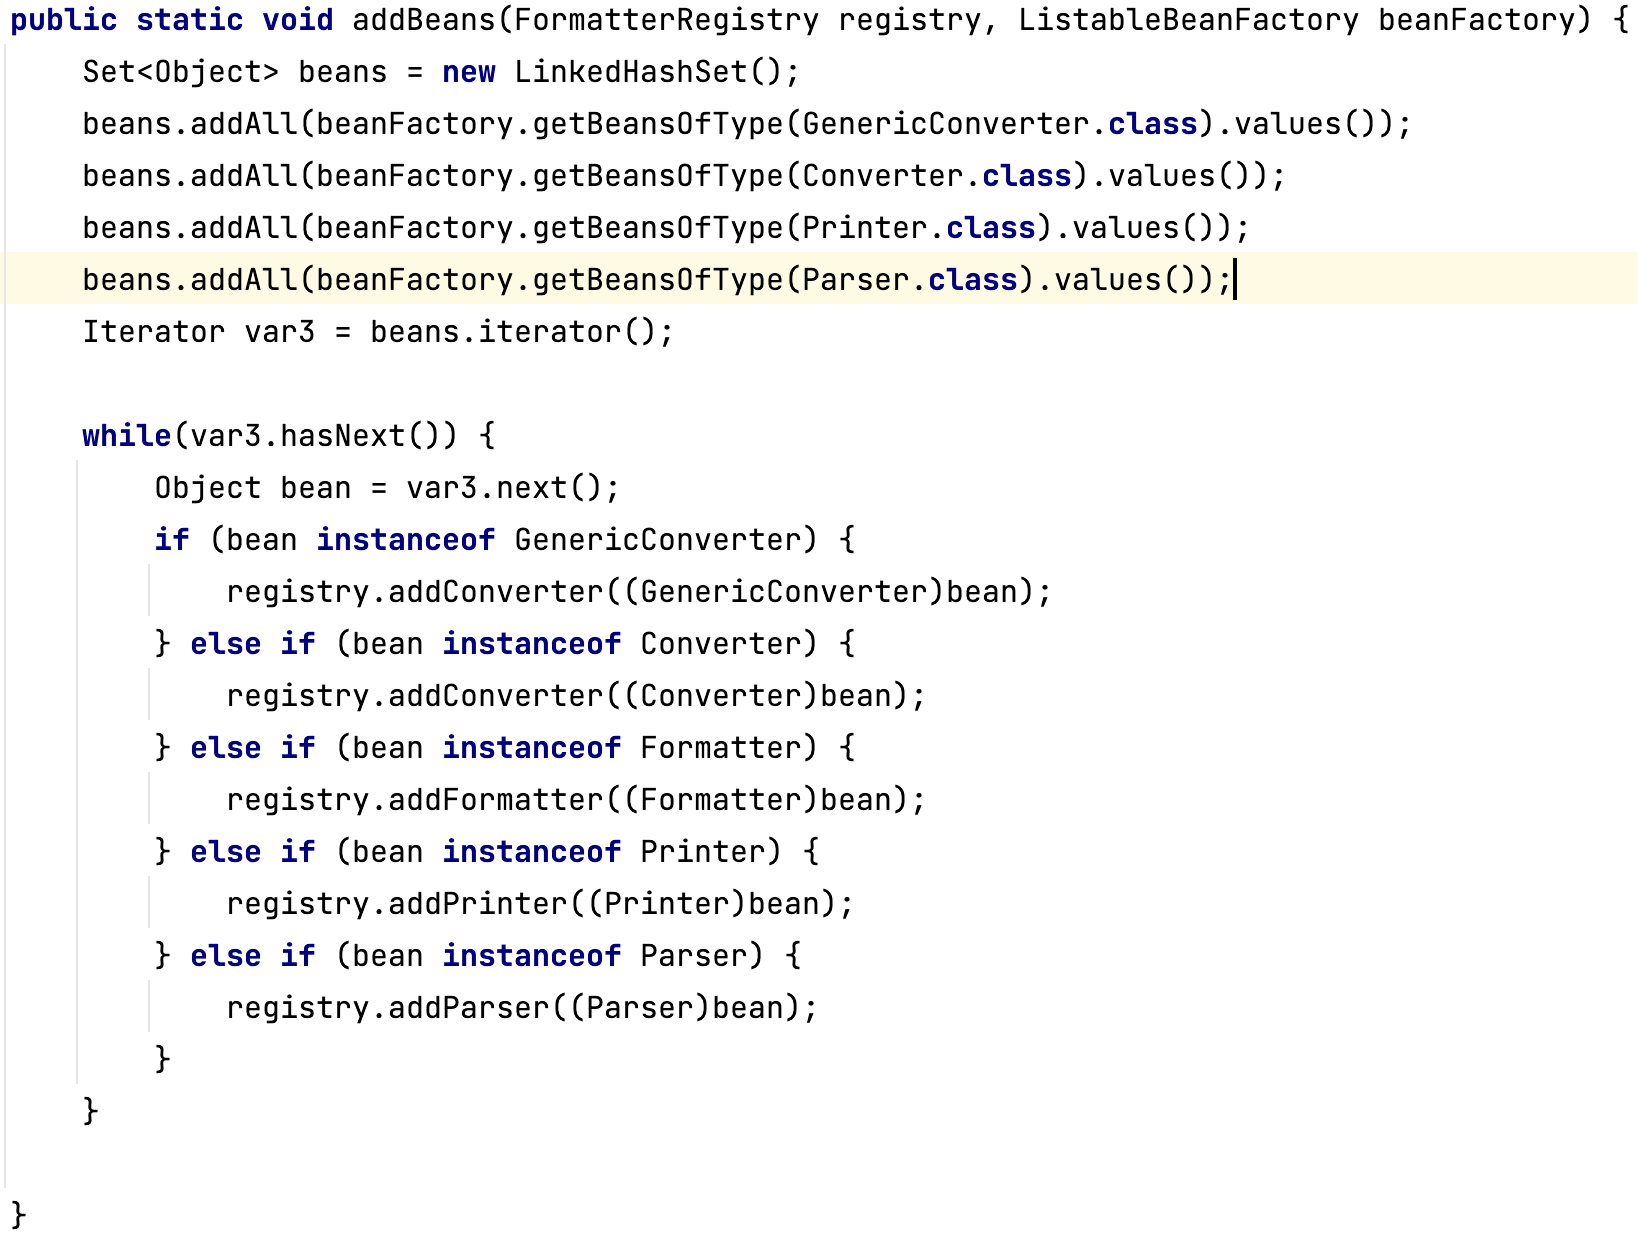 public static void addBeans(FormatterRegistry registry, ListableBeanFactory beanFactory) {
    Set<Object> beans = new LinkedHashSet();
    beans.addAll(beanFactory.getBeansOfType(GenericConverter.class).values());
    beans.addAll(beanFactory.getBeansOfType(Converter.class).values());
    beans.addAll(beanFactory.getBeansOfType(Printer.class).values());
    beans.addAll(beanFactory.getBeansOfType(Parser.class).values());
    Iterator var3 = beans.iterator();

    while(var3.hasNext()) {
        Object bean = var3.next();
        if (bean instanceof GenericConverter) {
            registry.addConverter((GenericConverter)bean);
        } else if (bean instanceof Converter) {
            registry.addConverter((Converter)bean);
        } else if (bean instanceof Formatter) {
            registry.addFormatter((Formatter)bean);
        } else if (bean instanceof Printer) {
            registry.addPrinter((Printer)bean);
        } else if (bean instanceof Parser) {
            registry.addParser((Parser)bean);
        }
    }

}